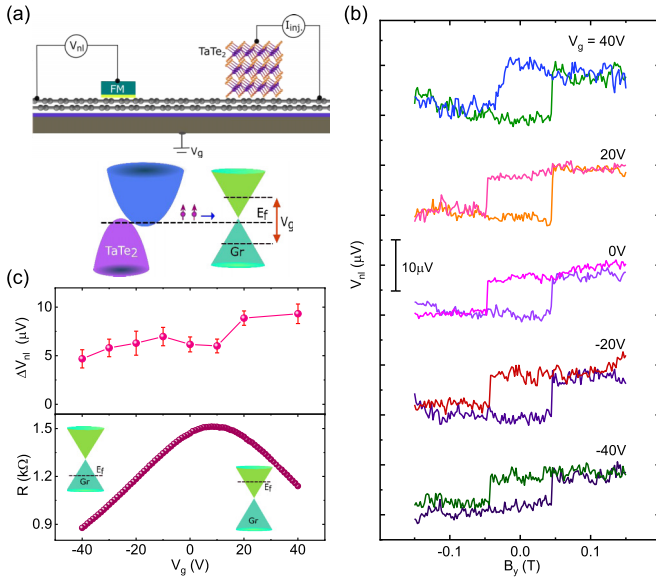 (a)
V_nl
FM
TaTe₂
I_inj.
V_g
TaTe₂
E_f
V_g
Gr
(b)
V_g = 40V
20V
0V
-20V
-40V
10μV
V_nl (μV)
-0.1 0.0 0.1
B_y (T)
(c)
10
5
0
ΔV_nl (μV)
1.5
1.2
0.9
R (kΩ)
E_f
Gr
E_f
Gr
-40 -20 0 20 40
V_g (V)